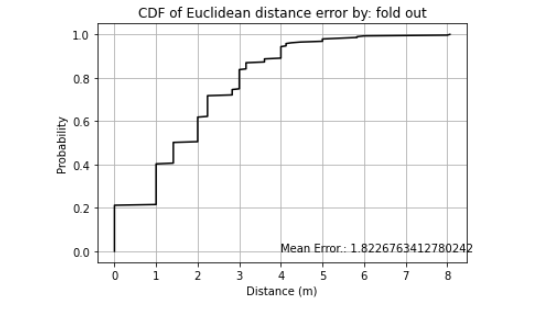 CDF of Euclidean distance error by: fold out
1.0
0.8
0.6
0.4
0.2
0.0
Probability
Mean Error.: 1.8226763412780242
0 1 2 3 4 5 6 7 8
Distance (m)